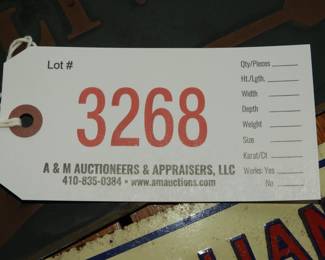 Lot #
3268
A & M AUCTIONEERS & APPRAISERS, LLC
410-835-0384 • www.amauctions.com
Qty/Pieces
Ht./Lgth.
Width
Depth
Weight
Size
Karat/Ct
Works: Yes
No
LIAN